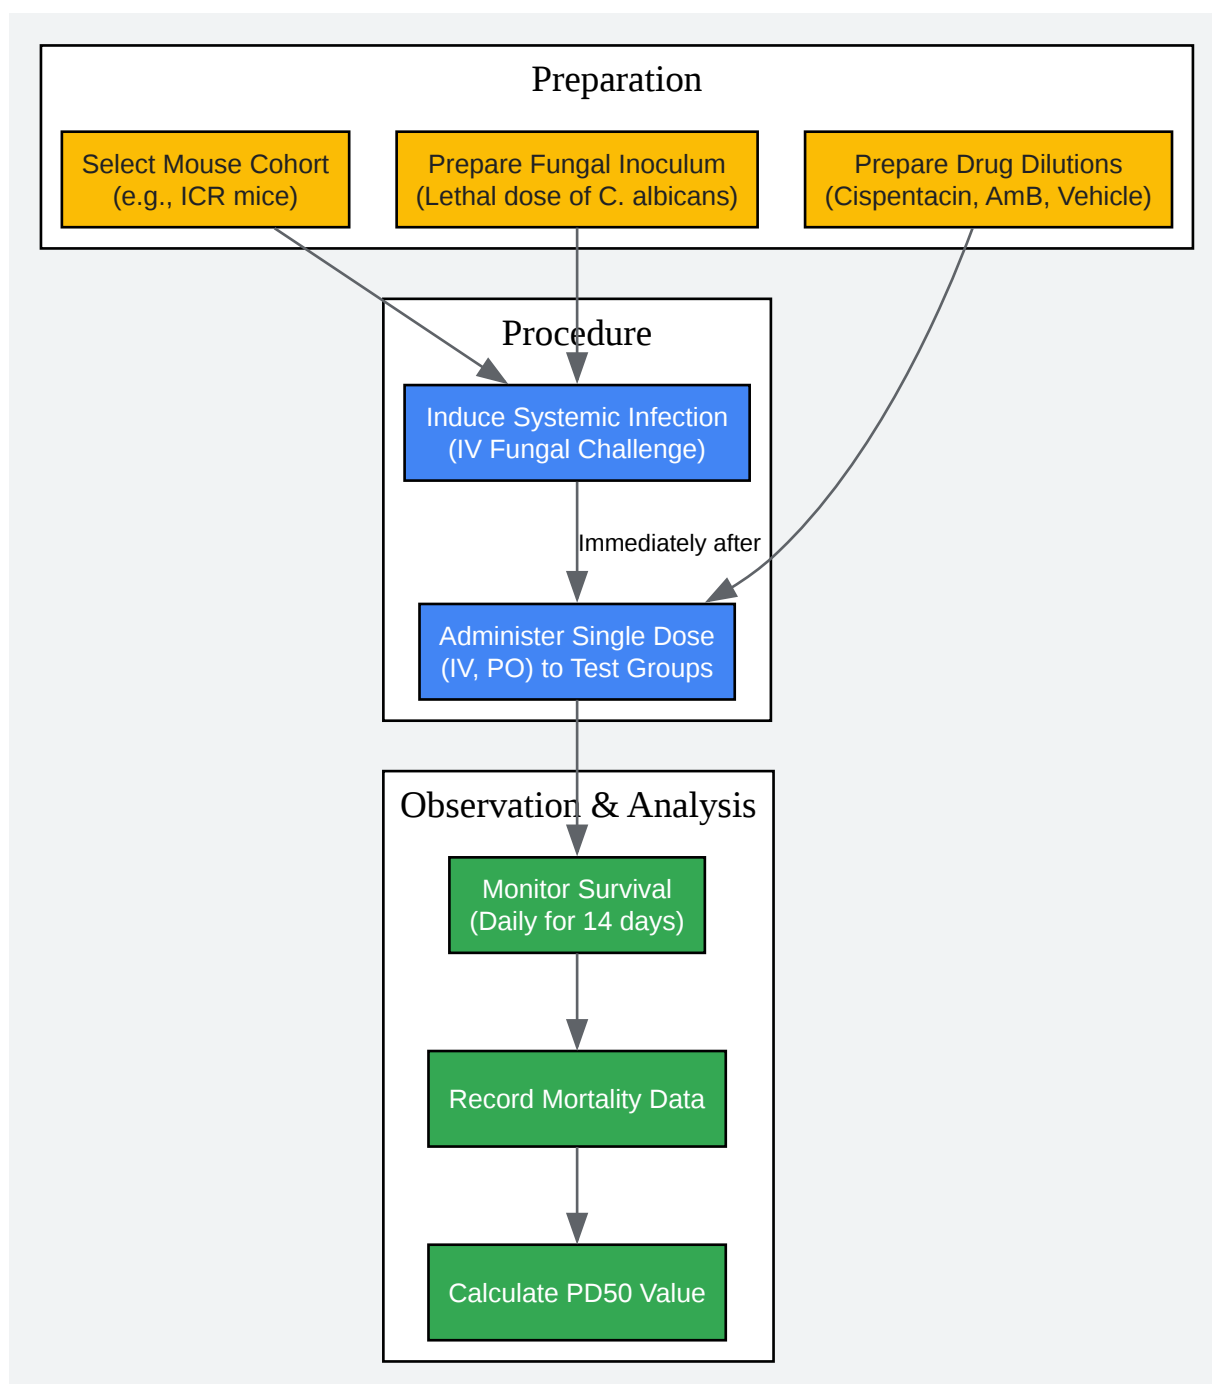 Preparation
Select Mouse Cohort
(e.g., ICR mice)
Prepare Fungal Inoculum
(Lethal dose of C. albicans)
Prepare Drug Dilutions
(Cispentacin, AmB, Vehicle)
Procedure
Induce Systemic Infection
(IV Fungal Challenge)
Immediately after
Administer Single Dose
(IV, PO) to Test Groups
Observation & Analysis
Monitor Survival
(Daily for 14 days)
Record Mortality Data
Calculate PD50 Value